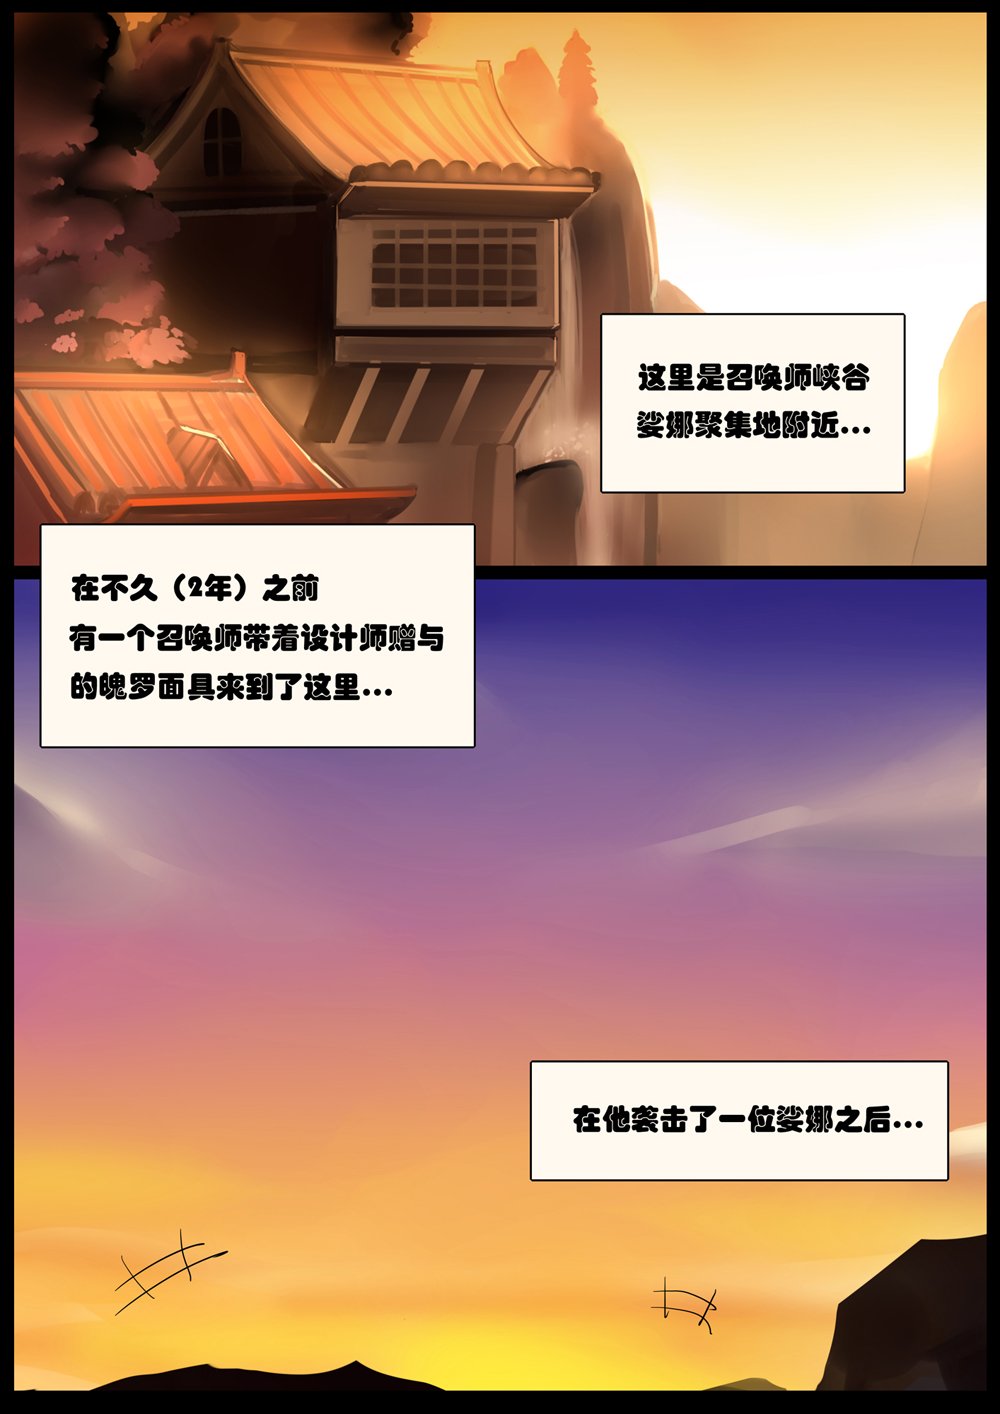 这里是召唤师峡谷
娑娜聚集地附近...
在不久（2年）之前
有一个召唤师带着设计师赠与
的魄罗面具来到了这里...
在他袭击了一位娑娜之后...